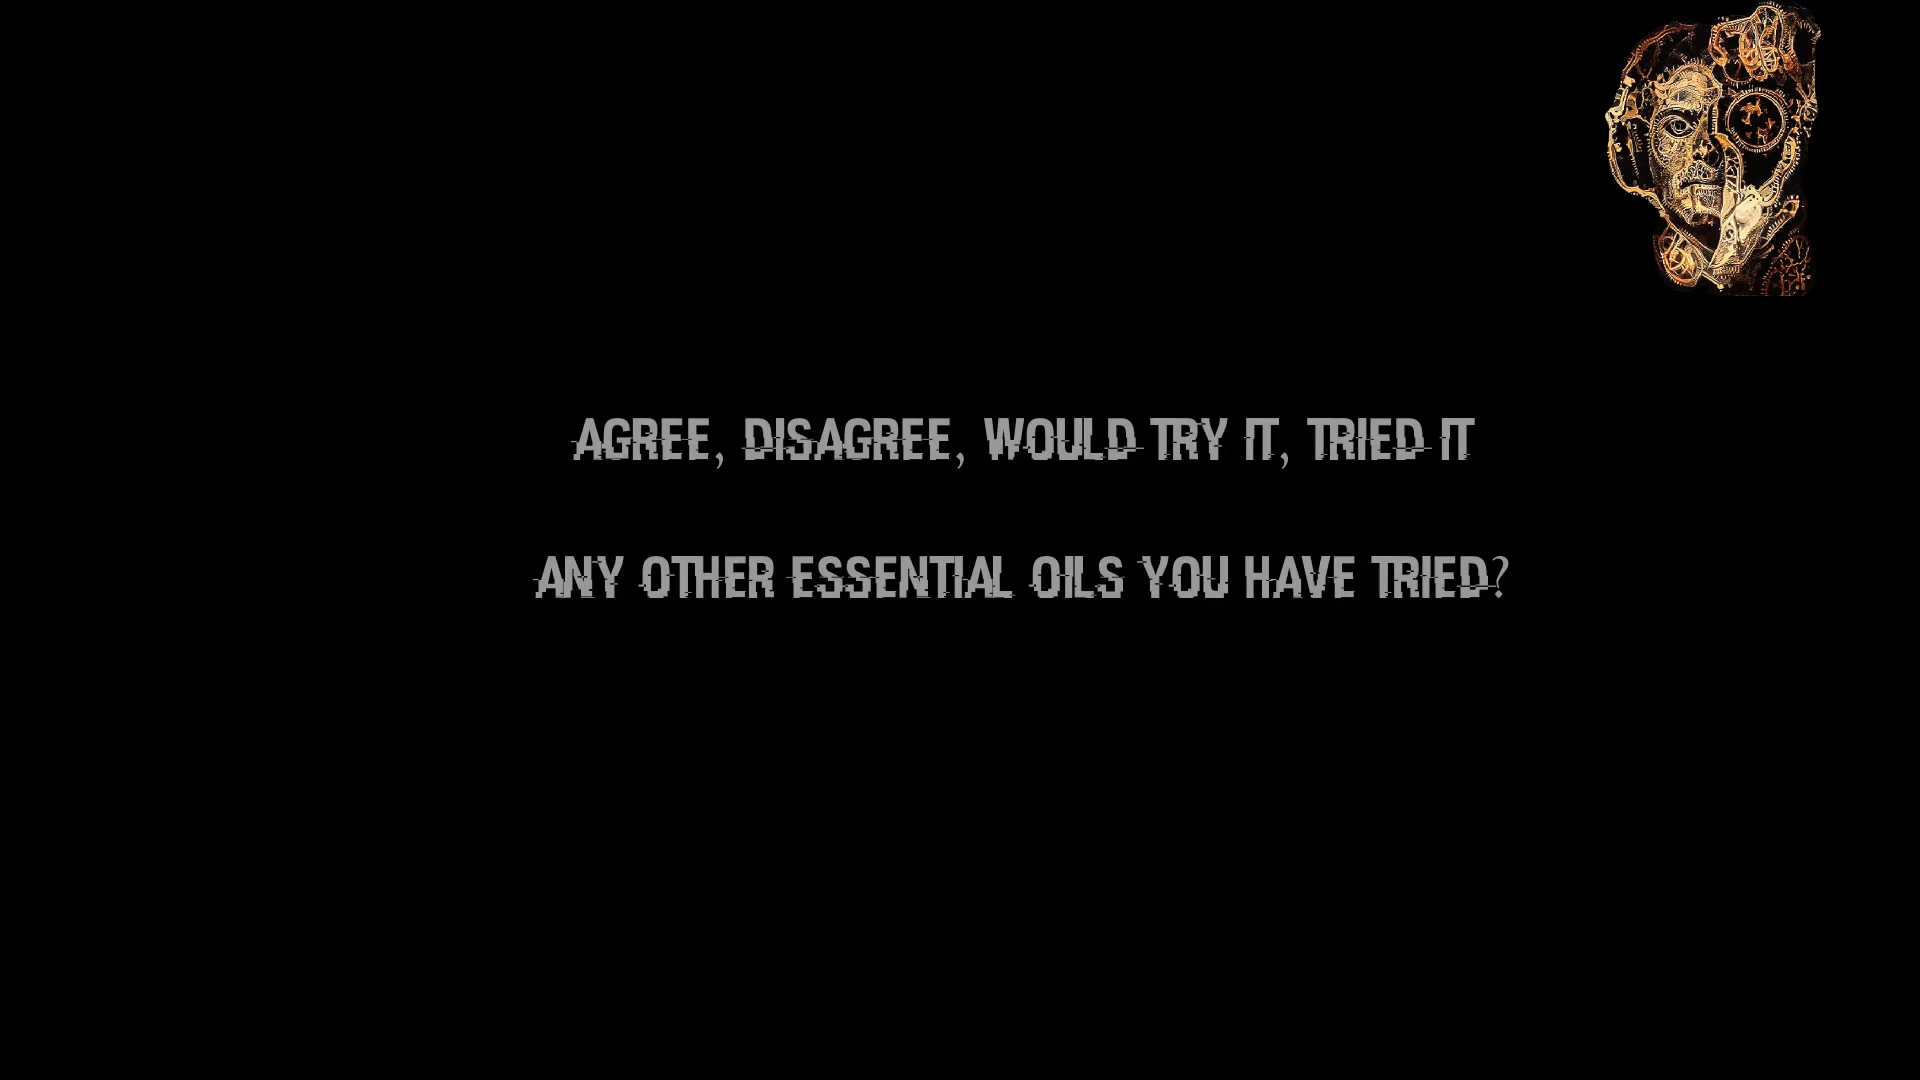 AGREE, DISAGREE, WOULD TRY IT, TRIED IT
ANY OTHER ESSENTIAL OILS YOU HAVE TRIED?